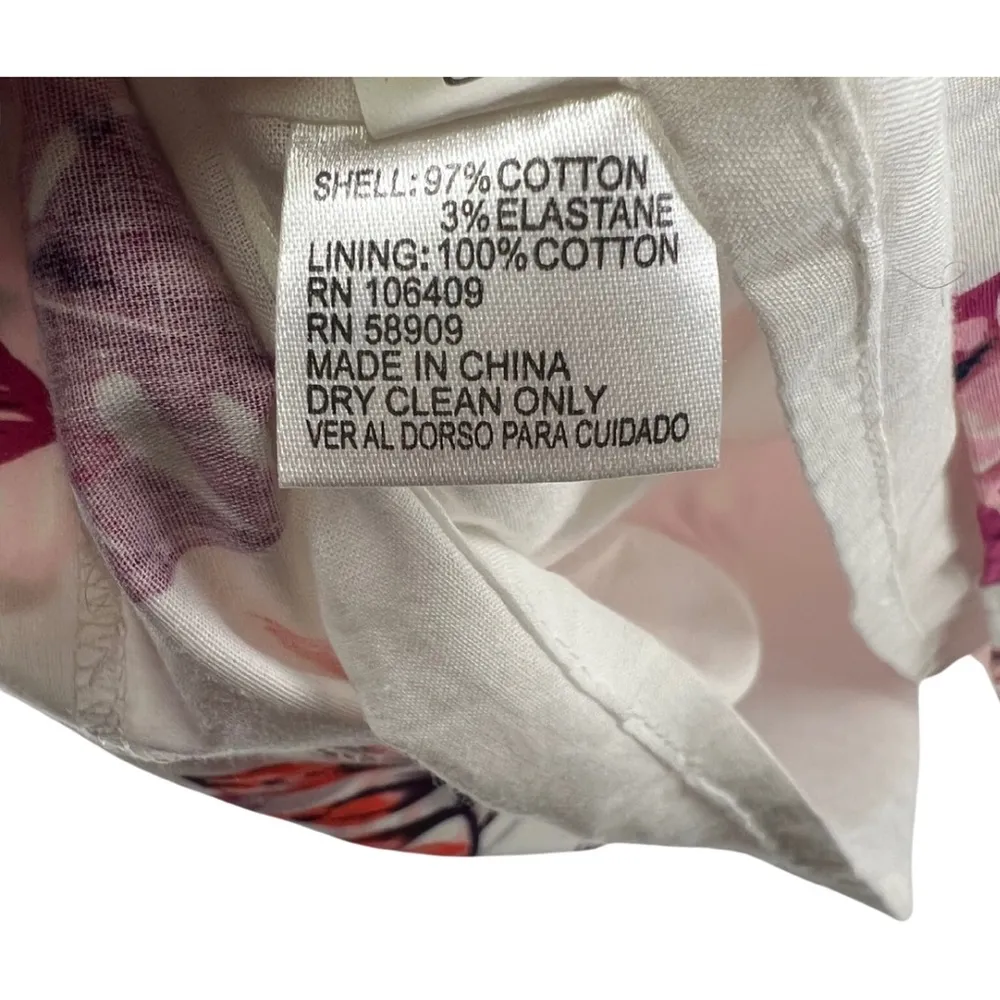 SHELL: 97% COTTON
3% ELASTANE
LINING: 100% COTTON
RN 106409
RN 58909
MADE IN CHINA
DRY CLEAN ONLY
VER AL DORSO PARA CUIDADO